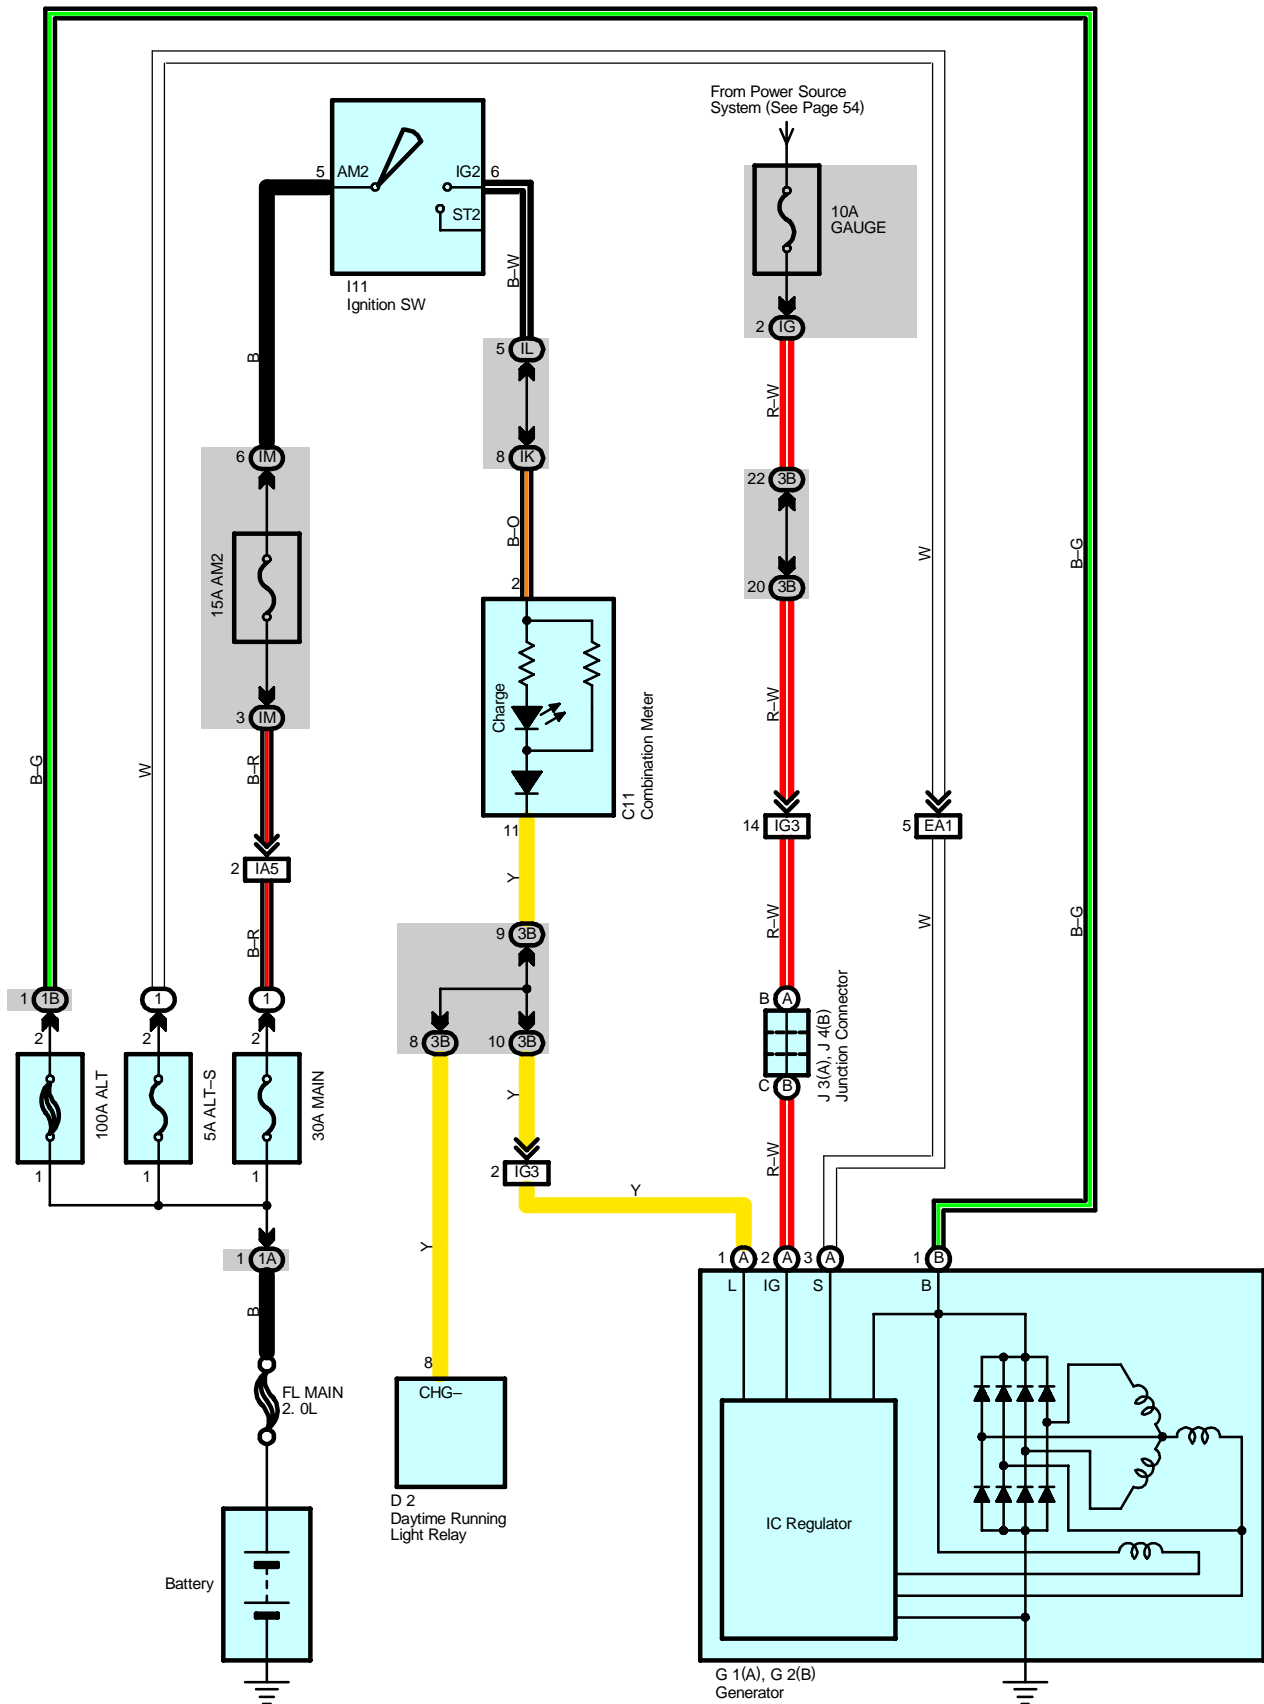 From Power Source
System (See Page 54)
5
AM2
IG2
6
ST2
I11
Ignition SW
10A
GAUGE
2
IG
B–W
B
5
IL
R–W
6
IM
8
IK
22
3B
15A AM2
B–O
W
B–G
20
3B
2
3
IM
Charge
C11
Combination Meter
R–W
B–G
W
B–R
11
14
IG3
5
EA1
2
IA5
Y
B–R
R–W
W
B–G
9
3B
1
1B
1
1
B
A
2
2
2
8
3B
10
3B
J 3(A), J 4(B)
Junction Connector
100A ALT
5A ALT–S
30A MAIN
C
B
Y
1
1
1
2
IG3
R–W
Y
Y
1
1A
1
A
2
A
3
A
1
B
L
IG
S
B
B
8
CHG–
FL MAIN
2. 0L
D 2
Daytime Running
Light Relay
IC Regulator
Battery
G 1(A), G 2(B)
Generator